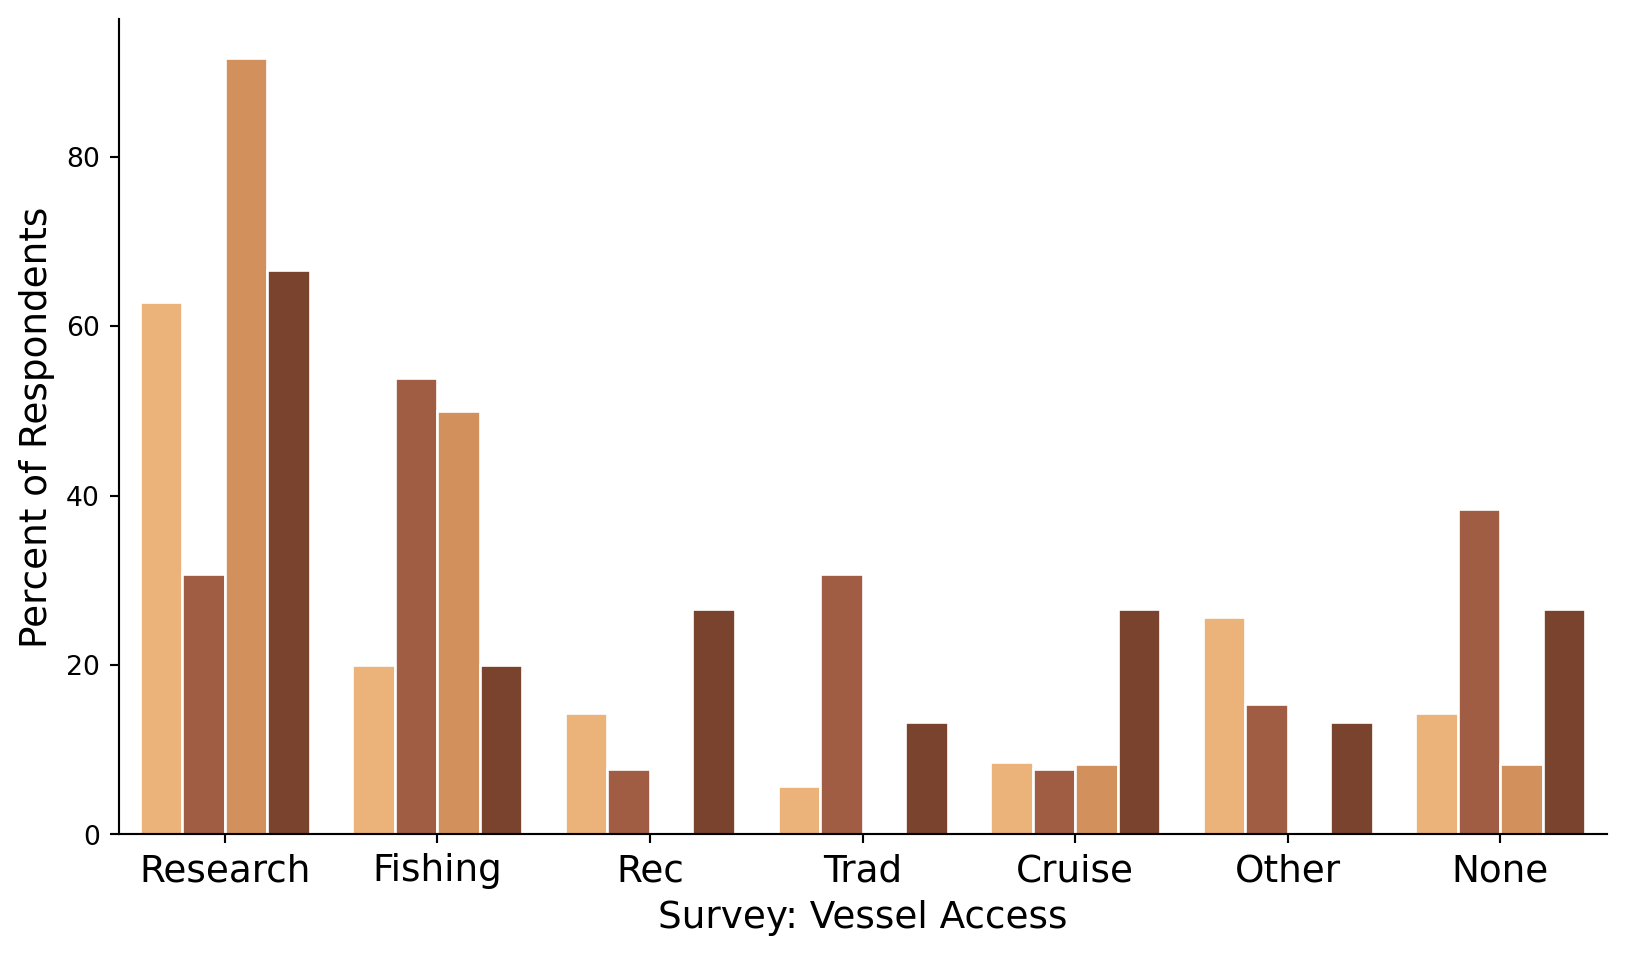 Percent of Respondents
80
60
40
20
0
Research Fishing Rec Trad Cruise Other None
Survey: Vessel Access